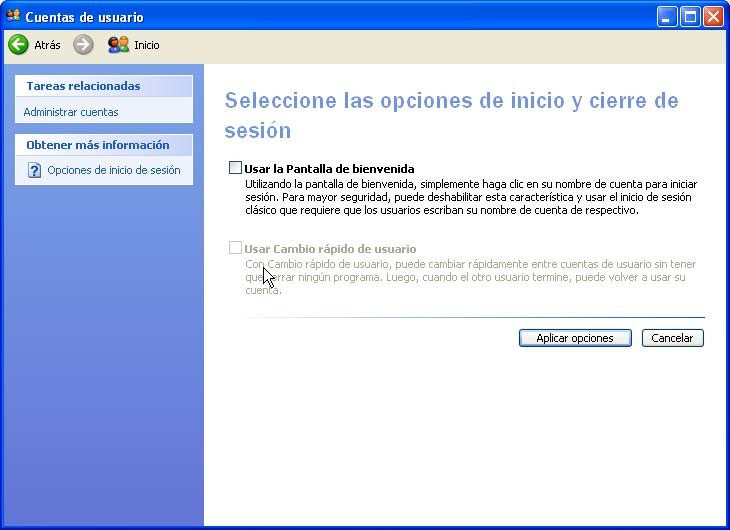 Cuentas de usuario
Atrás
Inicio
Tareas relacionadas
Administrar cuentas
Obtener más información
Opciones de inicio de sesión
Seleccione las opciones de inicio y cierre de
sesión
Usar la Pantalla de bienvenida
Utilizando la pantalla de bienvenida, simplemente haga clic en su nombre de cuenta para iniciar
sesión. Para mayor seguridad, puede deshabilitar esta característica y usar el inicio de sesión
clásico que requiere que los usuarios escriban su nombre de cuenta de respectivo.
Usar Cambio rápido de usuario
Con Cambio rápido de usuario, puede cambiar rápidamente entre cuentas de usuario sin tener
que cerrar ningún programa. Luego, cuando el otro usuario termine, puede volver a usar su
cuenta.
Aplicar opciones
Cancelar